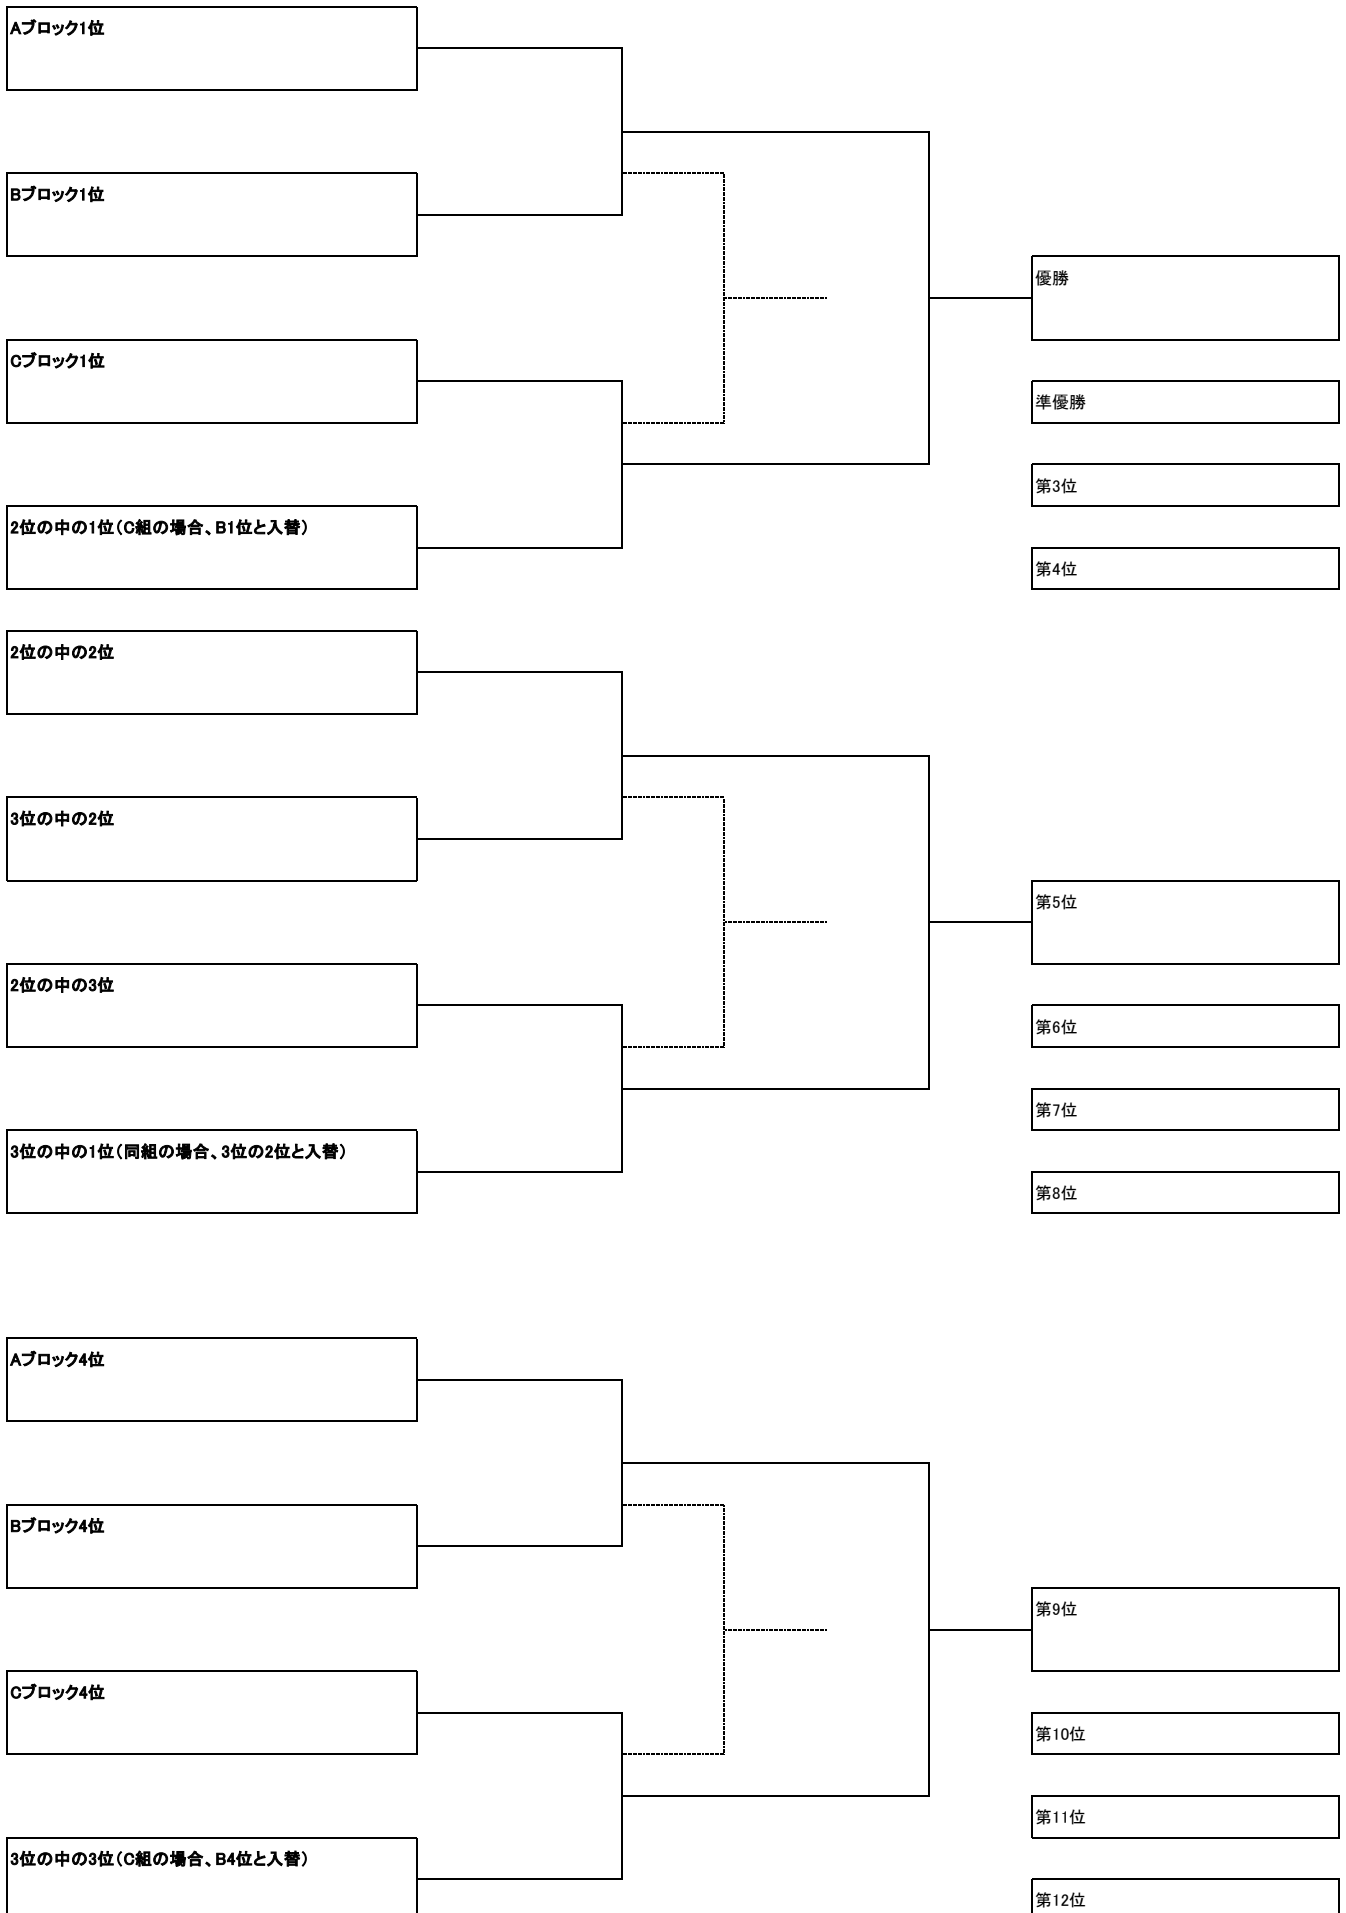 Aブロック1位
Bブロック1位
優勝
Cブロック1位
準優勝
第3位
2位の中の1位(C組の場合、B1位と入替)
第4位
2位の中の2位
3位の中の2位
第5位
2位の中の3位
第6位
第7位
3位の中の1位(同組の場合、3位の2位と入替)
第8位
Aブロック4位
Bブロック4位
第9位
Cブロック4位
第10位
第11位
3位の中の3位(C組の場合、B4位と入替)
第12位